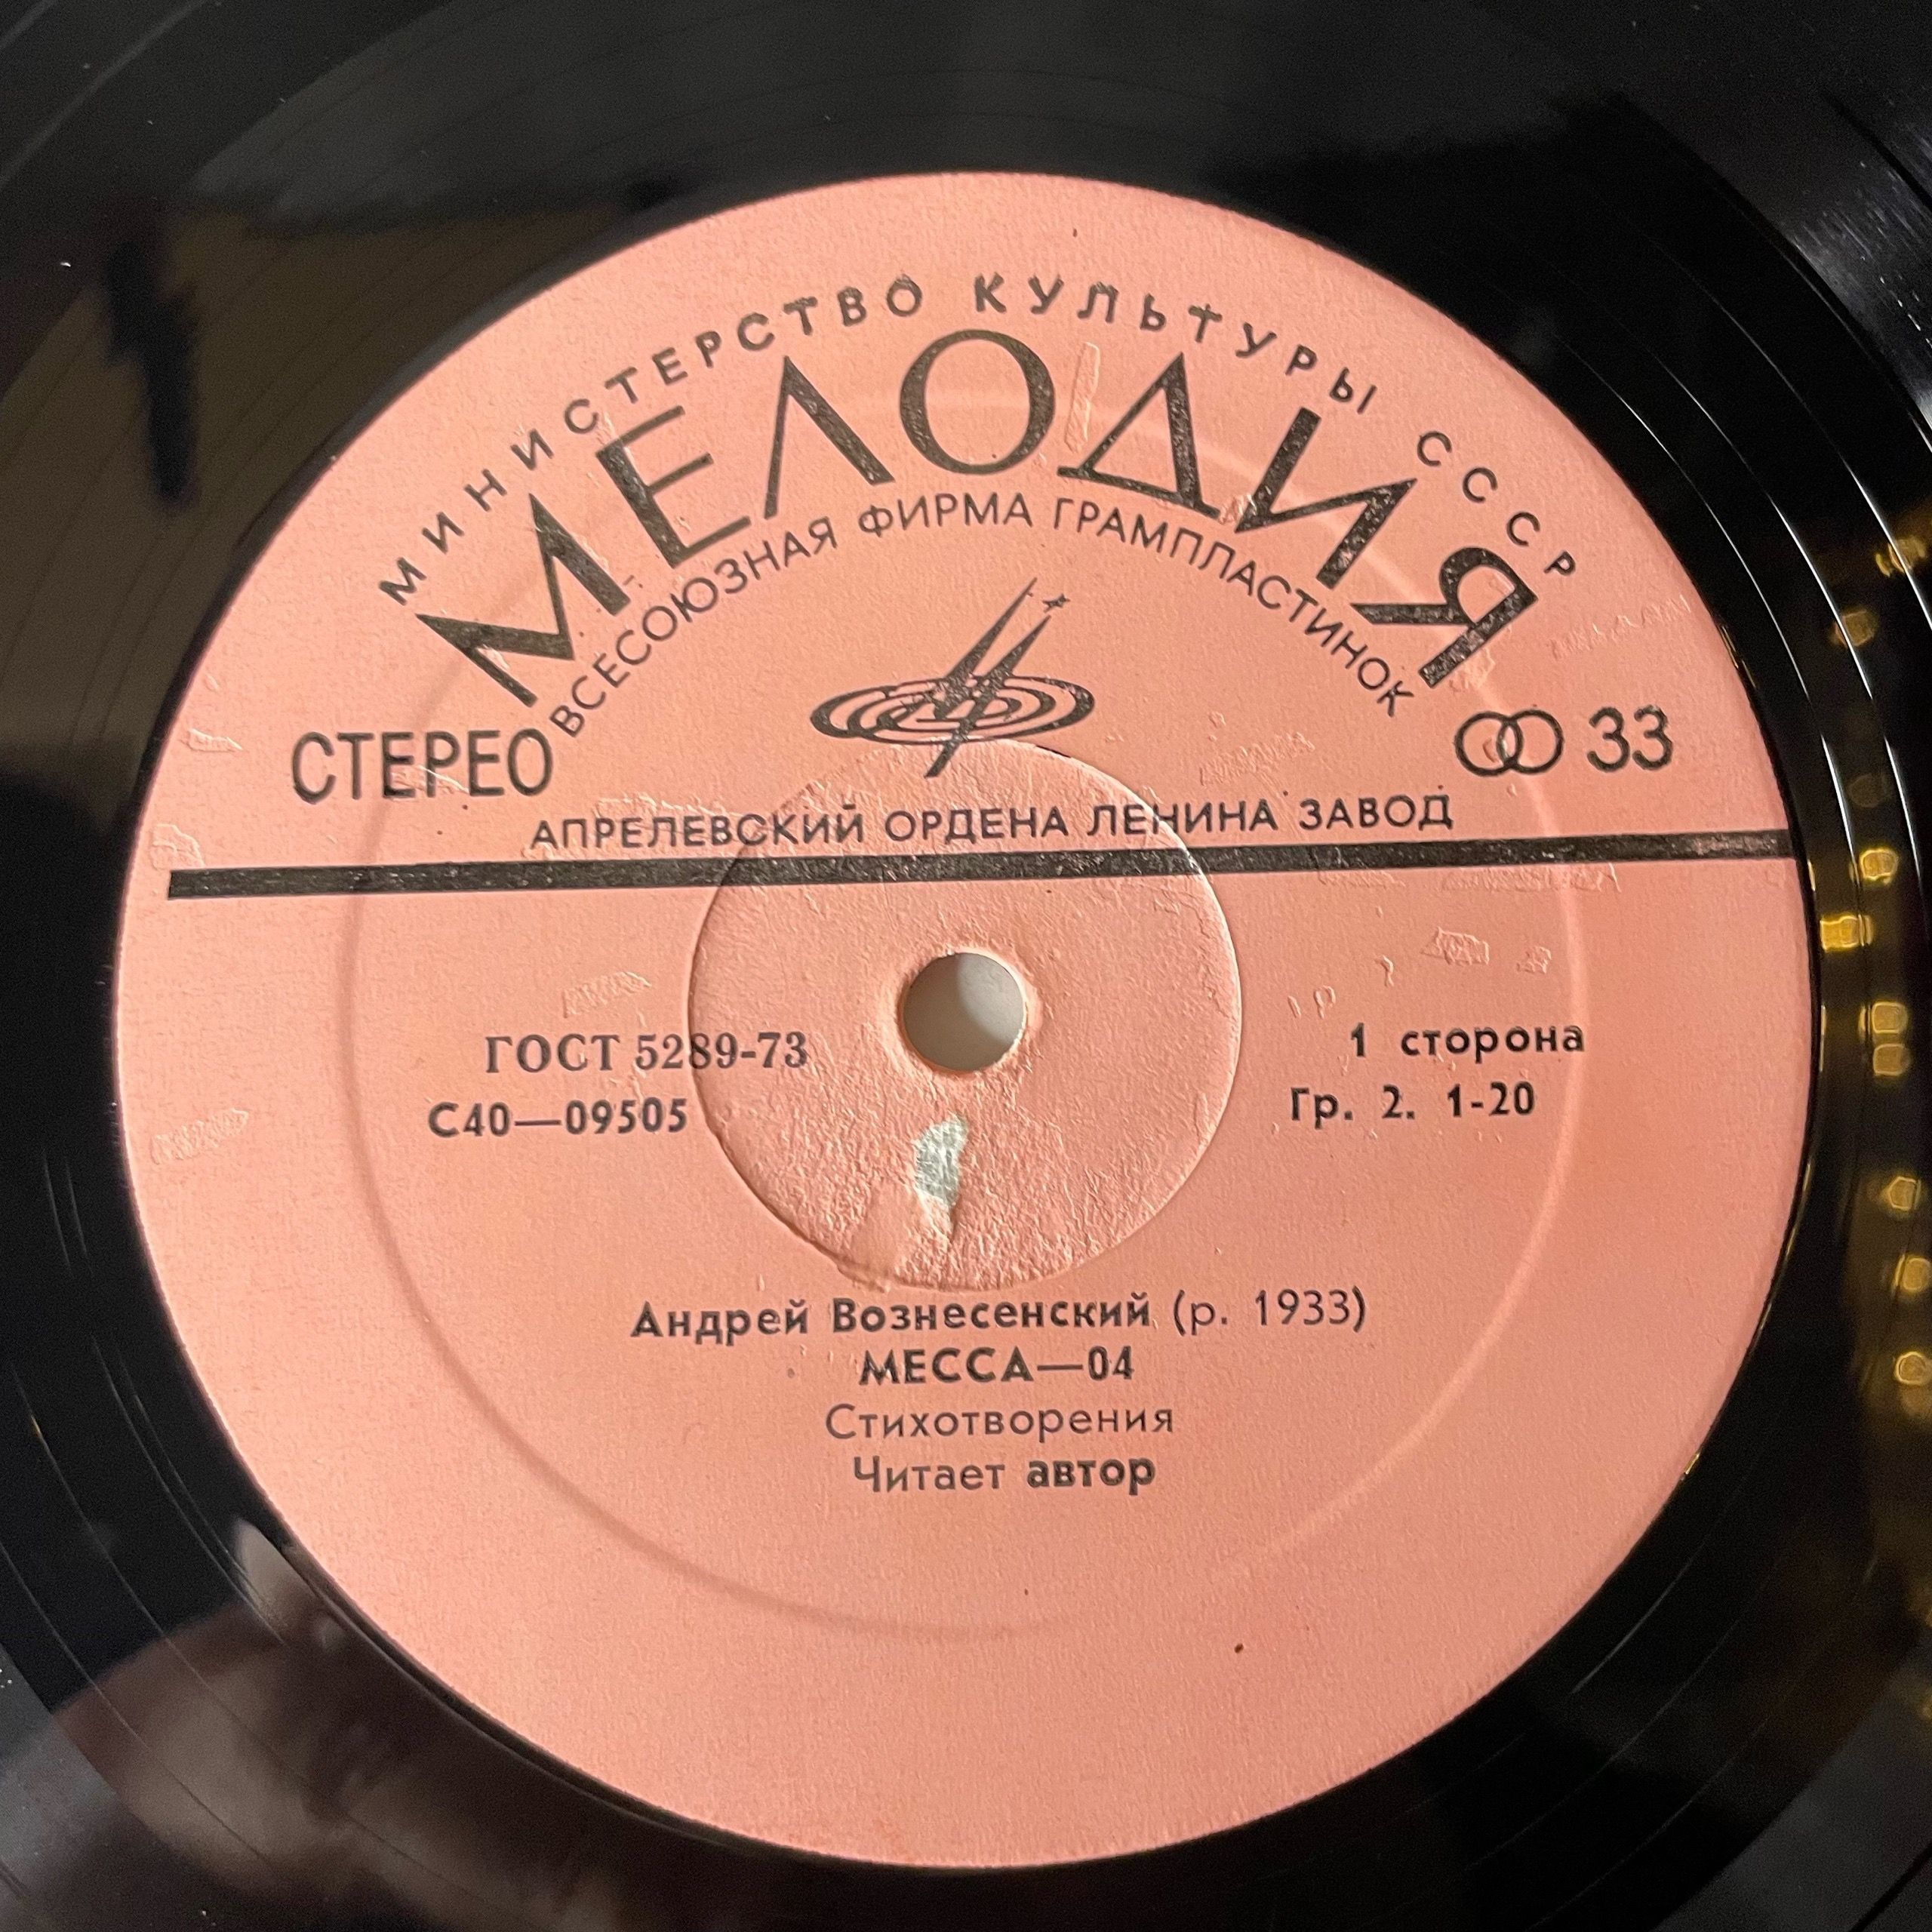 МИНИСТЕРСТВО КУЛЬТУРЫ СССР
МЕЛОДИЯ
ВСЕСОЮЗНАЯ ФИРМА ГРАМПЛАСТИНОК
СТЕРЕО
33
АПРЕЛЕВСКИЙ ОРДЕНА ЛЕНИНА ЗАВОД
ГОСТ 5289-73
1 сторона
С40—09505
Гр. 2. 1-20
Андрей Вознесенский (р. 1933)
МЕССА—04
Стихотворения
Читает автор